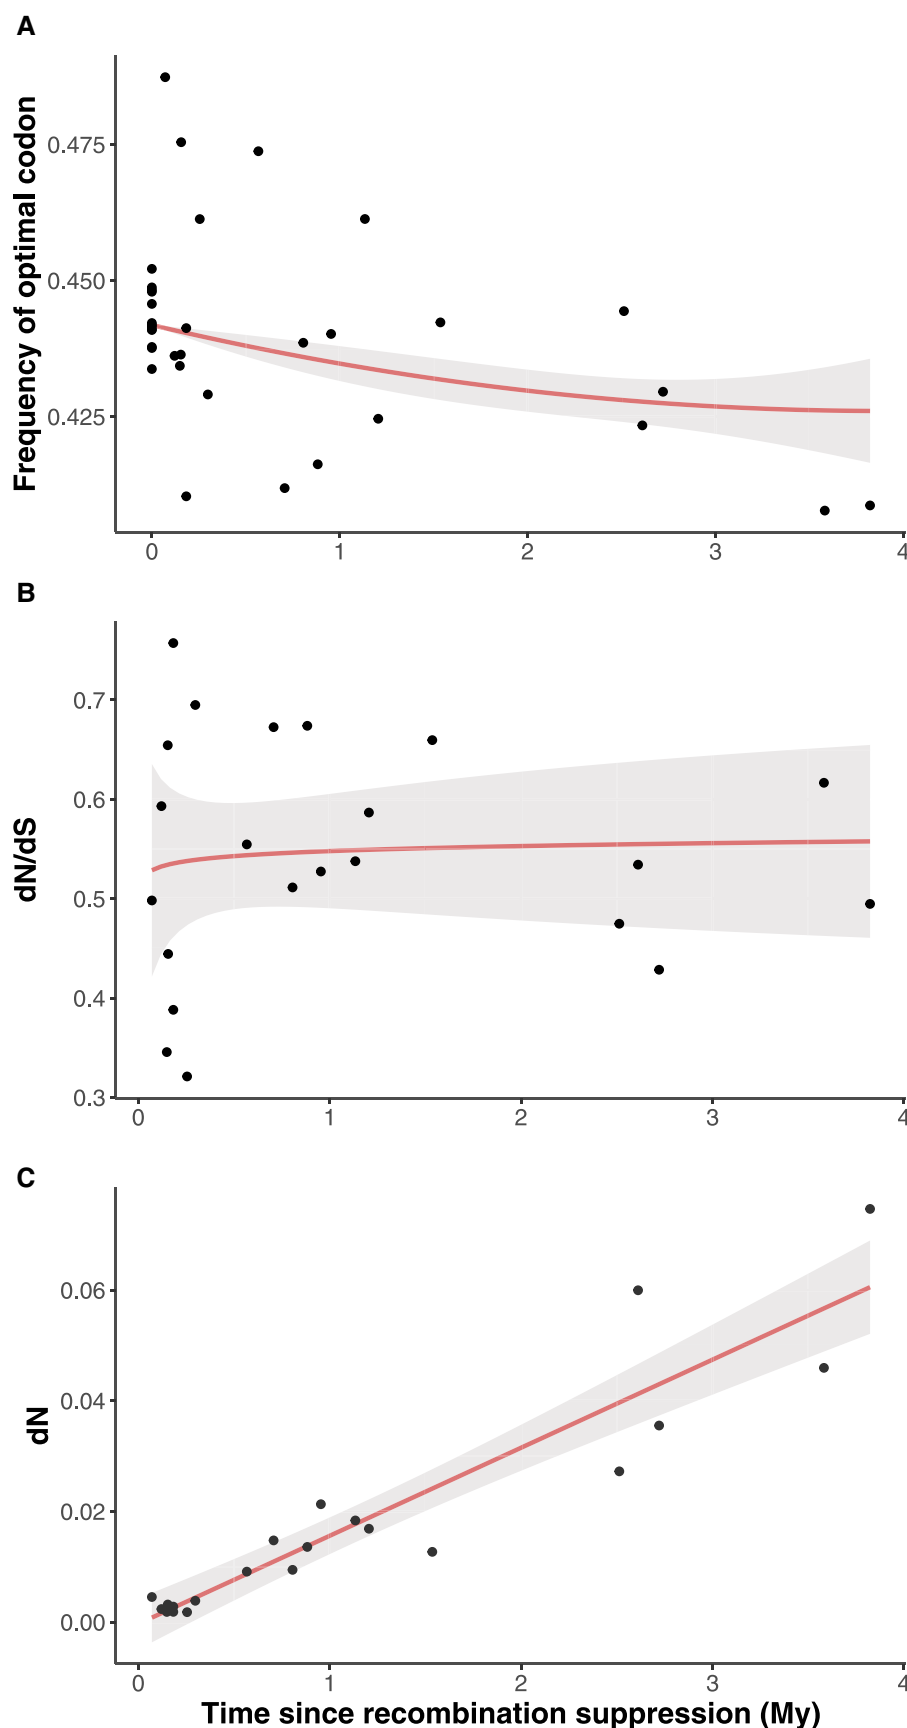 A
Frequency of optimal codon
0.475
0.450
0.425
0 1 2 3 4
B
dN/dS
0.7
0.6
0.5
0.4
0.3
0 1 2 3 4
C
dN
0.06
0.04
0.02
0.00
0 1 2 3 4
Time since recombination suppression (My)